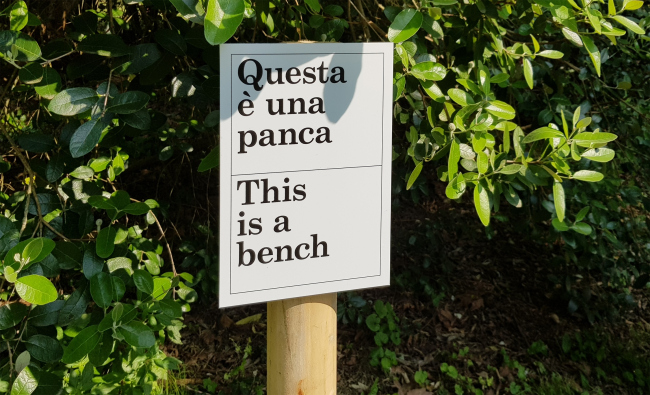 Questa
è una
panca
This
is a
bench